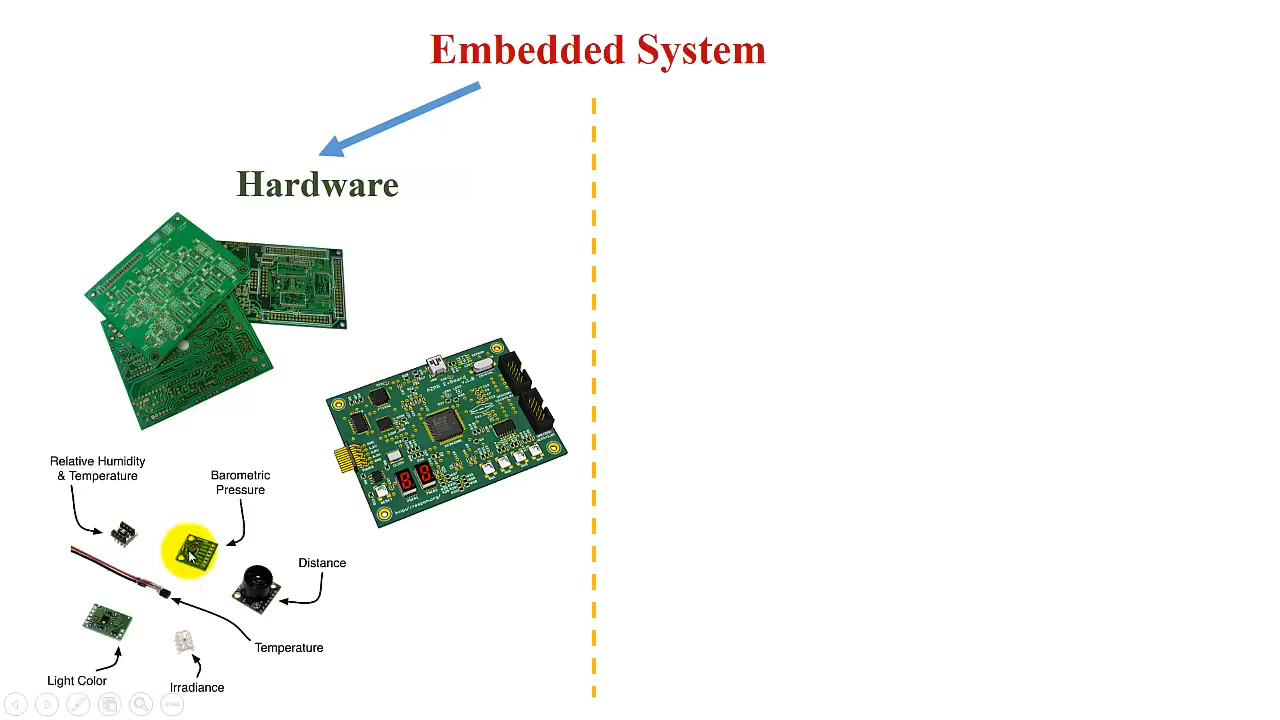 Embedded System
Hardware
Relative Humidity
& Temperature
Barometric
Pressure
Distance
Temperature
Light Color
Irradiance